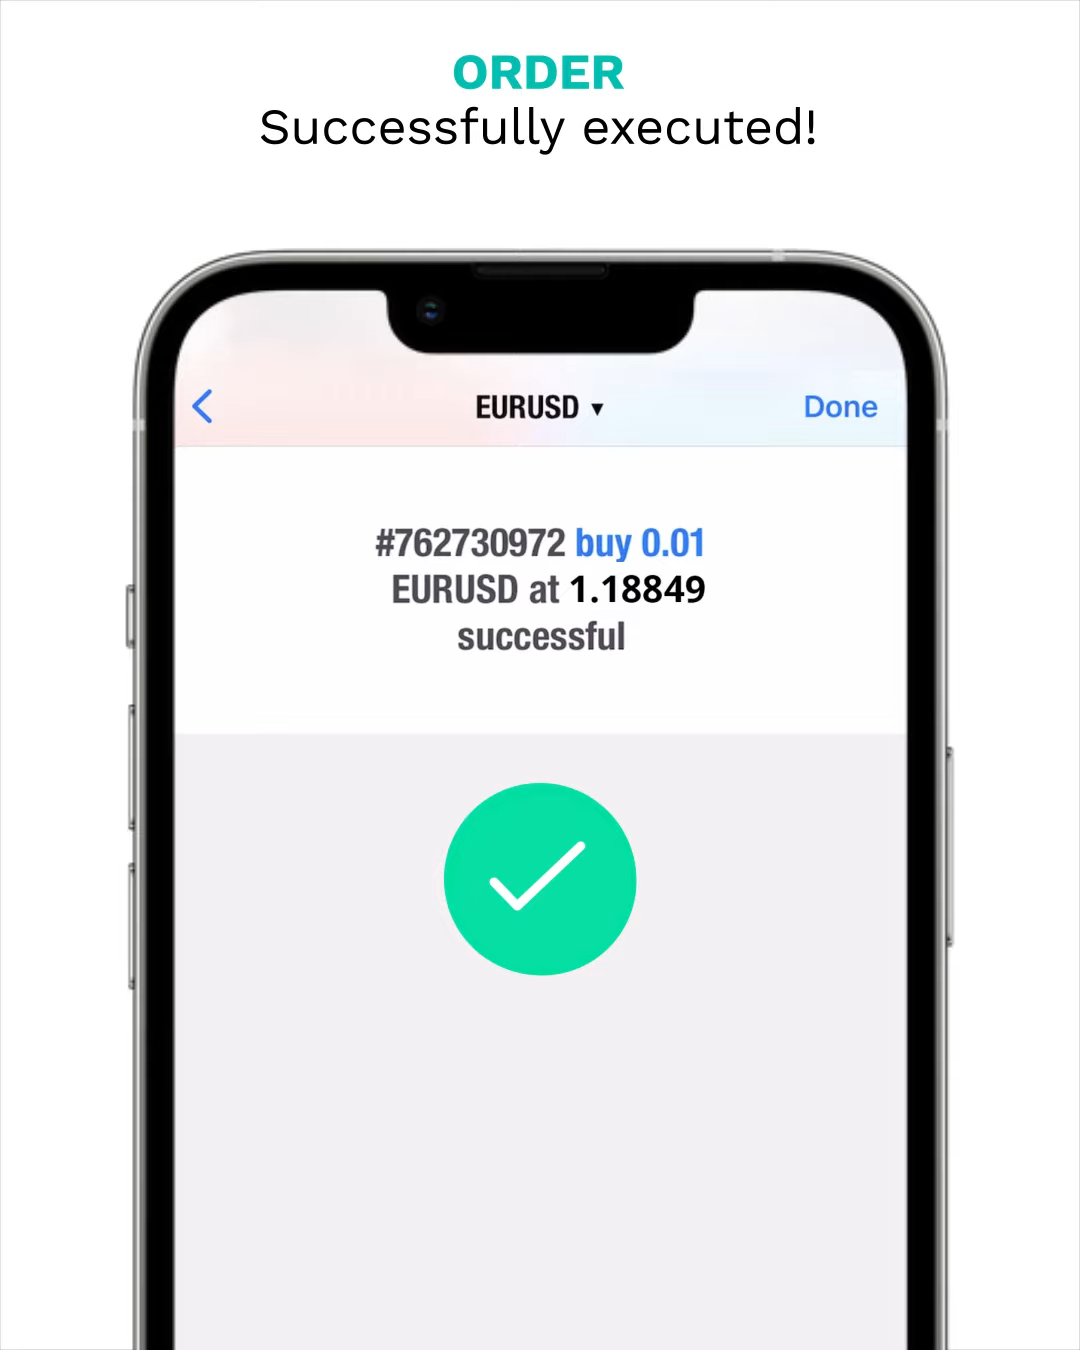 ORDER
Successfully executed!
EURUSD ▼
Done
#762730972 buy 0.01
EURUSD at 1.18849
successful